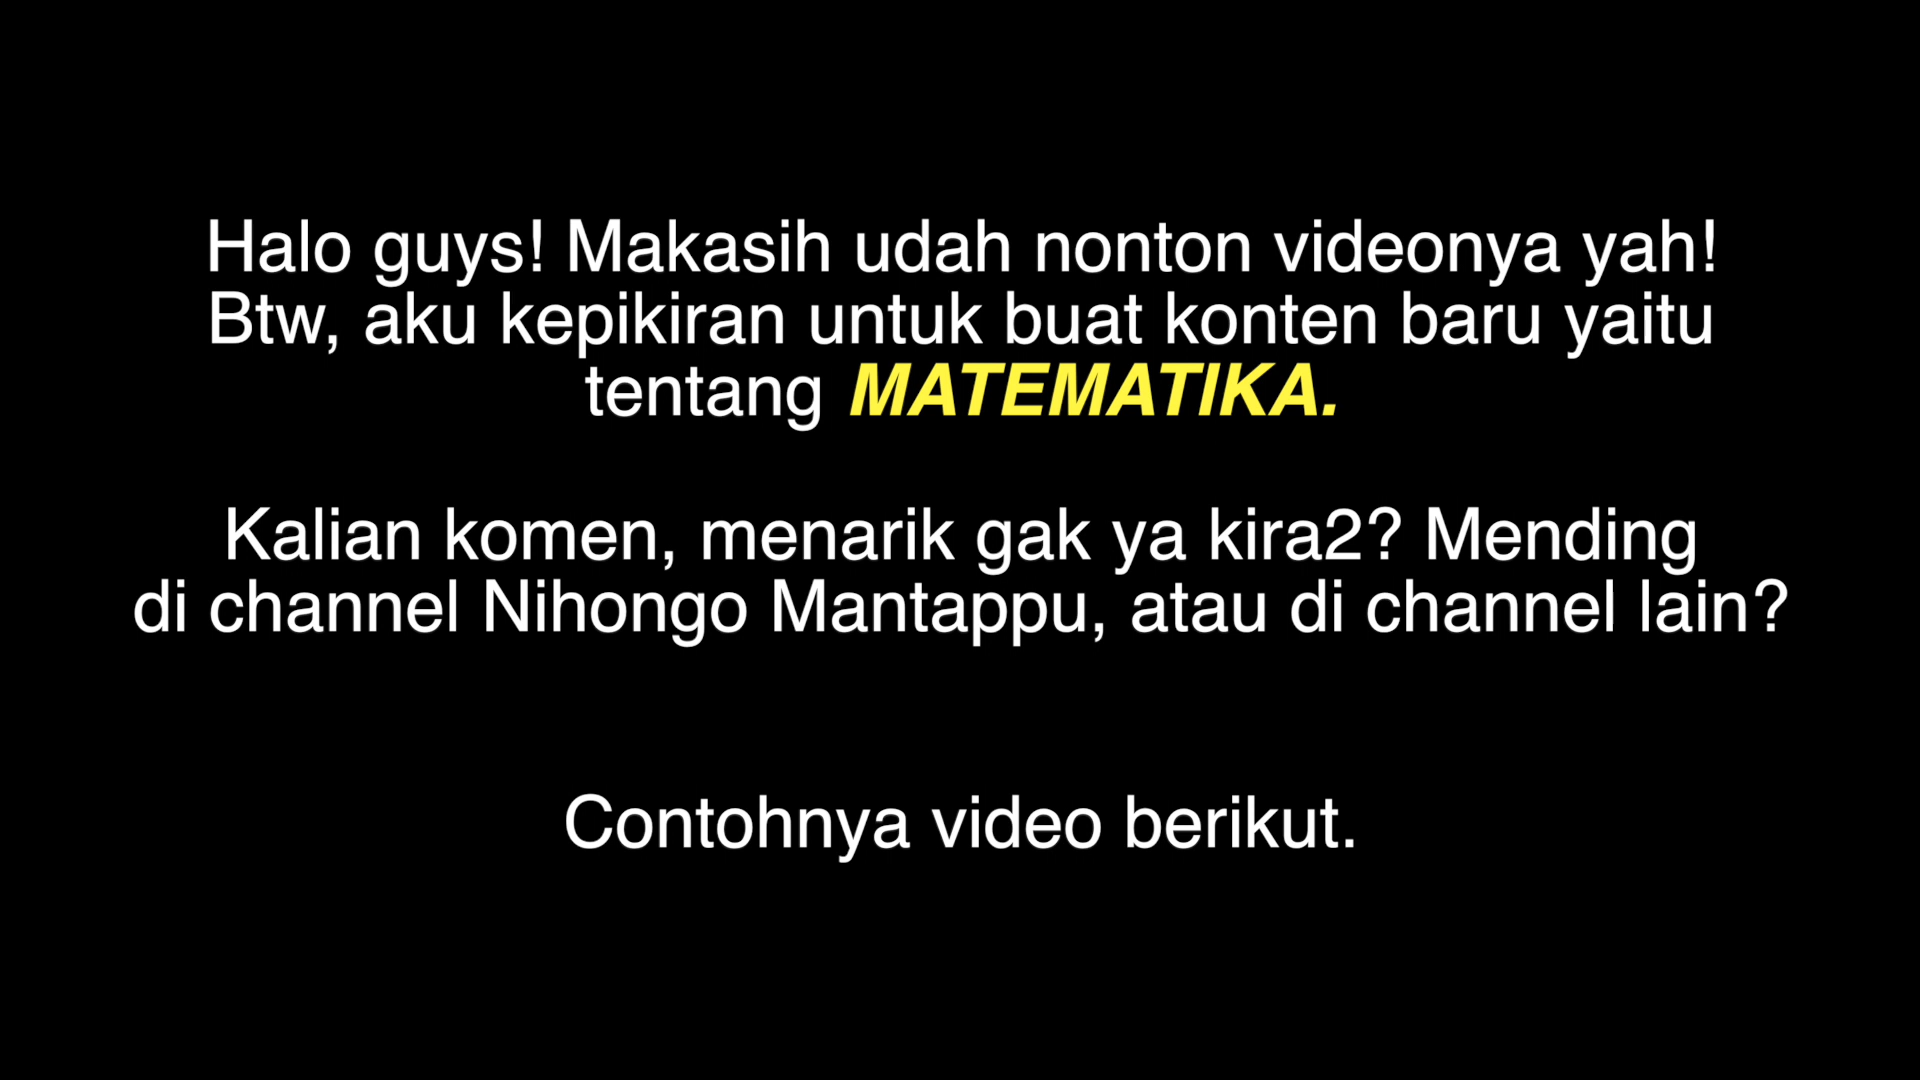 Halo guys! Makasih udah nonton videonya yah!
Btw, aku kepikiran untuk buat konten baru yaitu
tentang MATEMATIKA.
Kalian komen, menarik gak ya kira2? Mending
di channel Nihongo Mantappu, atau di channel lain?
Contohnya video berikut.